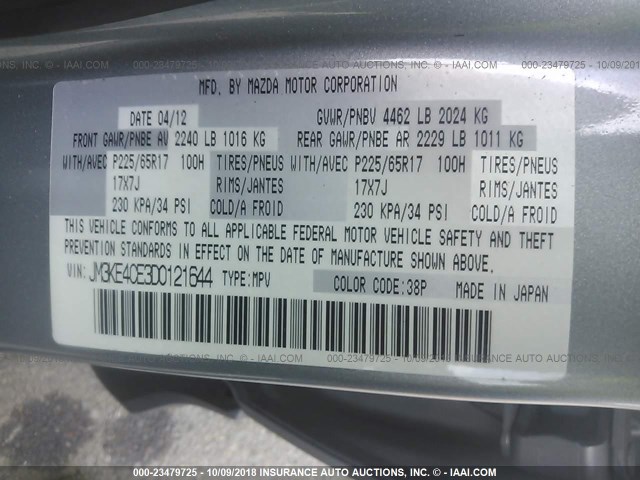 MFD. BY MAZDA MOTOR CORPORATION
DATE 04/12 GVWR/PNBV 4462 LB 2024 KG
FRONT GAWR/PNBE AV 2240 LB 1016 KG REAR GAWR/PNBE AR 2229 LB 1011 KG
WITH/AVEC P225/65R17 100H TIRES/PNEUS WITH/AVEC P225/65R17 100H TIRES/PNEUS
17X7J RIMS/JANTES 17X7J RIMS/JANTES
230 KPA/34 PSI COLD/A FROID 230 KPA/34 PSI COLD/A FROID
THIS VEHICLE CONFORMS TO ALL APPLICABLE FEDERAL MOTOR VEHICLE SAFETY AND THEFT
PREVENTION STANDARDS IN EFFECT ON THE DATE OF MANUFACTURE SHOWN ABOVE.
VIN: JM3KE4CE3D0121644 TYPE: MPV COLOR CODE: 38P MADE IN JAPAN
000-23479725 - 10/09/2018 INSURANCE AUTO AUCTIONS, INC. - © IAAI.COM